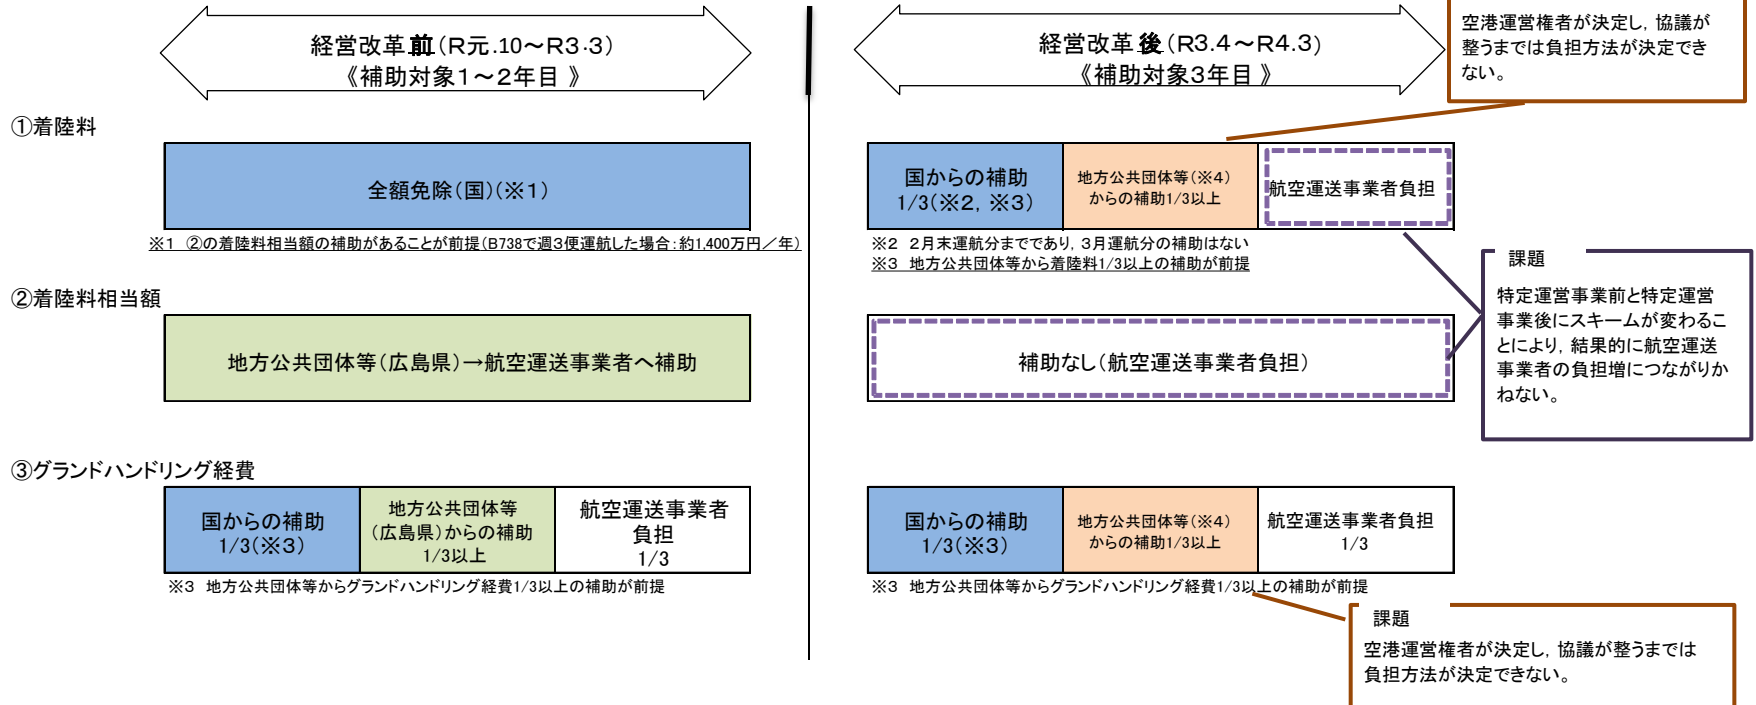 経営改革前(R元.10～R3.3)
《補助対象1～2年目 》
経営改革後(R3.4～R4.3)
《補助対象3年目 》
空港運営権者が決定し，協議が
整うまでは負担方法が決定でき
ない。
①着陸料
全額免除(国)(※1)
※1　②の着陸料相当額の補助があることが前提(B738で週3便運航した場合：約1,400万円／年)
国からの補助
1/3(※2，※3)
地方公共団体等(※4)
からの補助1/3以上
航空運送事業者負担
※2　2月末運航分までであり，3月運航分の補助はない
※3　地方公共団体等から着陸料1/3以上の補助が前提
課題
特定運営事業前と特定運営
事業後にスキームが変わるこ
とにより，結果的に航空運送
事業者の負担増につながりか
ねない。
②着陸料相当額
地方公共団体等(広島県)→航空運送事業者へ補助
補助なし(航空運送事業者負担)
③グランドハンドリング経費
国からの補助
1/3(※3)
地方公共団体等
(広島県)からの補助
1/3以上
航空運送事業者
負担
1/3
※3　地方公共団体等からグランドハンドリング経費1/3以上の補助が前提
国からの補助
1/3(※3)
地方公共団体等(※4)
からの補助1/3以上
航空運送事業者負担
1/3
※3　地方公共団体等からグランドハンドリング経費1/3以上の補助が前提
課題
空港運営権者が決定し，協議が整うまでは
負担方法が決定できない。